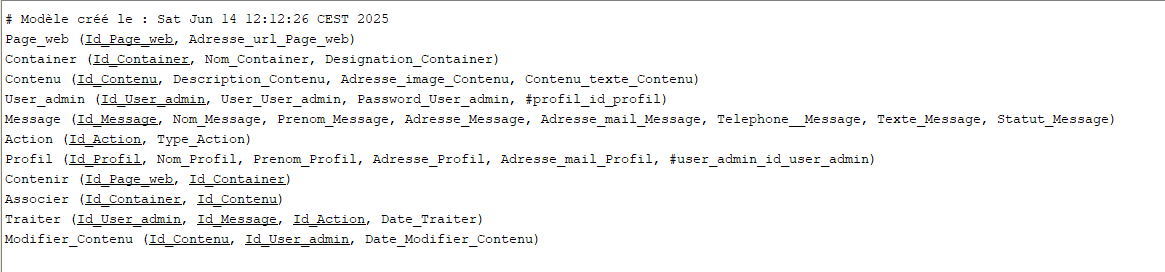 # Modèle créé le : Sat Jun 14 12:12:26 CEST 2025
Page_web (Id_Page_web, Adresse_url_Page_web)
Container (Id_Container, Nom_Container, Designation_Container)
Contenu (Id_Contenu, Description_Contenu, Adresse_image_Contenu, Contenu_texte_Contenu)
User_admin (Id_User_admin, User_User_admin, Password_User_admin, #profil_id_profil)
Message (Id_Message, Nom_Message, Prenom_Message, Adresse_Message, Adresse_mail_Message, Telephone__Message, Texte_Message, Statut_Message)
Action (Id_Action, Type_Action)
Profil (Id_Profil, Nom_Profil, Prenom_Profil, Adresse_Profil, Adresse_mail_Profil, #user_admin_id_user_admin)
Contenir (Id_Page_web, Id_Container)
Associer (Id_Container, Id_Contenu)
Traiter (Id_User_admin, Id_Message, Id_Action, Date_Traiter)
Modifier_Contenu (Id_Contenu, Id_User_admin, Date_Modifier_Contenu)